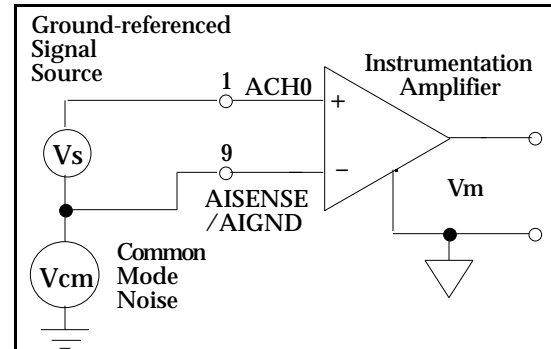 Ground-referenced
Signal
Source
1
ACH0
Instrumentation
Amplifier
+
Vs
9
−
AISENSE
/AIGND
Vm
Vcm
Common
Mode
Noise